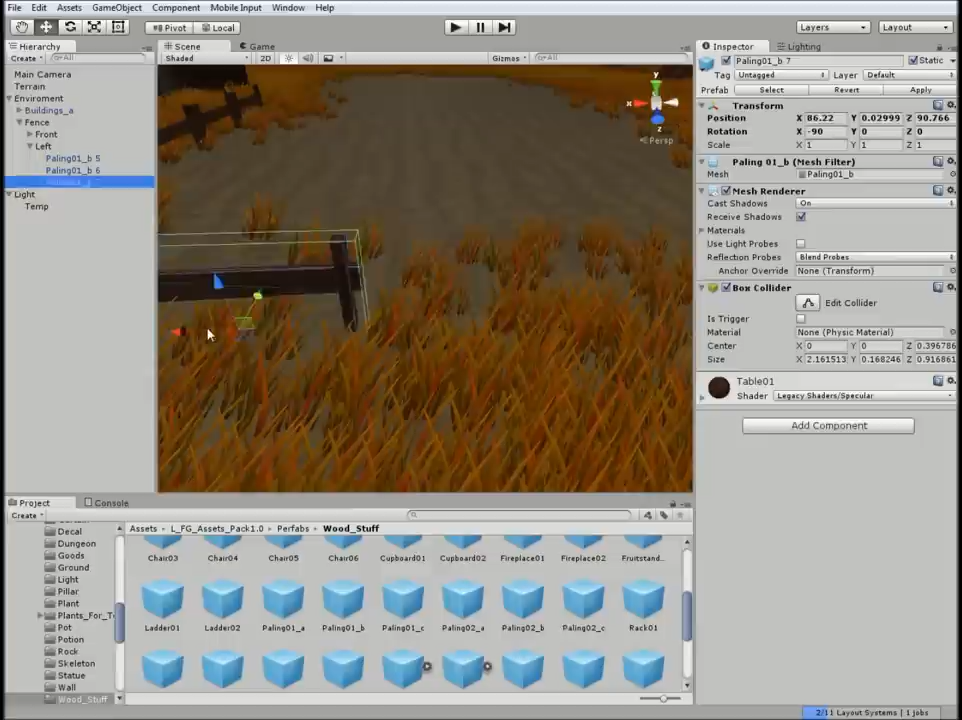 File Edit Assets GameObject Component Mobile Input Window Help
Pivot Local Layers Layout
Hierarchy
Create All
Main Camera
Terrain
Enviroment
Buildings_a
Fence
Front
Left
Paling01_b 5
Paling01_b 6
Light
Temp
Scene Game
Shaded 2D Gizmos All
y
x
z
Persp
Inspector Lighting
Paling01_b 7 Static
Tag Untagged Layer Default
Prefab Select Revert Apply
Transform
Position X 86.22 Y 0.02999 Z 90.766
Rotation X -90 Y 0 Z 0
Scale X 1 Y 1 Z 1
Paling 01_b (Mesh Filter)
Mesh Paling01_b
Mesh Renderer
Cast Shadows On
Receive Shadows
Materials
Use Light Probes
Reflection Probes Blend Probes
Anchor Override None (Transform)
Box Collider
Edit Collider
Is Trigger
Material None (Physic Material)
Center X 0 Y 0 Z 0.396786
Size X 2.161513 Y 0.168246 Z 0.916861
Table01
Shader Legacy Shaders/Specular
Add Component
Project Console
Create
Decal
Dungeon
Goods
Ground
Light
Pillar
Plant
Plants_For_Te
Pot
Potion
Rock
Skeleton
Statue
Wall
Wood_Stuff
Assets L_FG_Assets_Pack1.0 Perfabs Wood_Stuff
Chair03 Chair04 Chair05 Chair06 Cupboard01 Cupboard02 Fireplace01 Fireplace02 Fruitstand...
Ladder01 Ladder02 Paling01_a Paling01_b Paling01_c Paling02_a Paling02_b Paling02_c Rack01
2/11 Layout Systems | 1 jobs